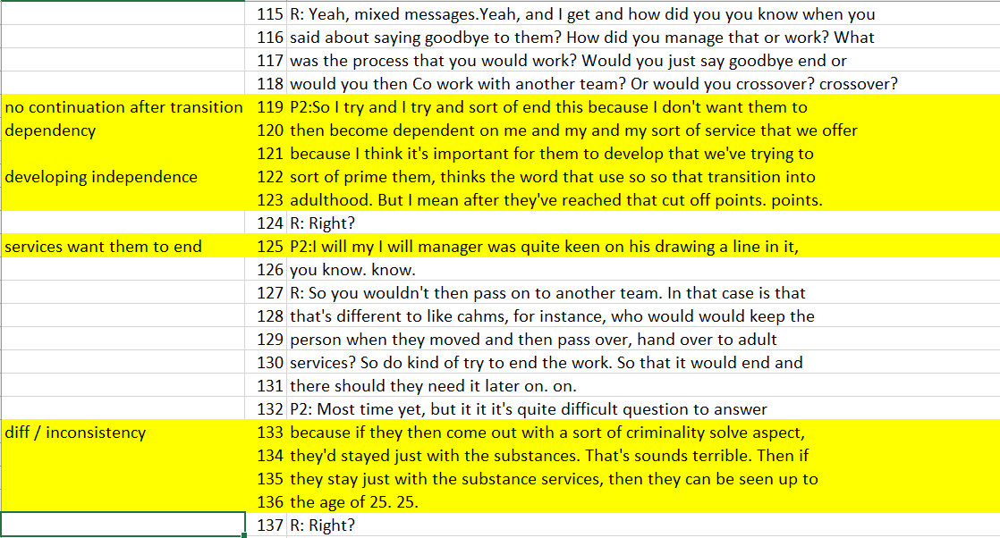 115 R: Yeah, mixed messages.Yeah, and I get and how did you you know when you
116 said about saying goodbye to them? How did you manage that or work? What
117 was the process that you would work? Would you just say goodbye end or
118 would you then Co work with another team? Or would you crossover? crossover?
no continuation after transition 119 P2:So I try and I try and sort of end this because I don't want them to
dependency 120 then become dependent on me and my and my sort of service that we offer
121 because I think it's important for them to develop that we've trying to
developing independence 122 sort of prime them, thinks the word that use so so that transition into
123 adulthood. But I mean after they've reached that cut off points. points.
124 R: Right?
services want them to end 125 P2:I will my I will manager was quite keen on his drawing a line in it,
126 you know. know.
127 R: So you wouldn't then pass on to another team. In that case is that
128 that's different to like cahms, for instance, who would would keep the
129 person when they moved and then pass over, hand over to adult
130 services? So do kind of try to end the work. So that it would end and
131 there should they need it later on. on.
132 P2: Most time yet, but it it it's quite difficult question to answer
diff / inconsistency 133 because if they then come out with a sort of criminality solve aspect,
134 they'd stayed just with the substances. That's sounds terrible. Then if
135 they stay just with the substance services, then they can be seen up to
136 the age of 25. 25.
137 R: Right?